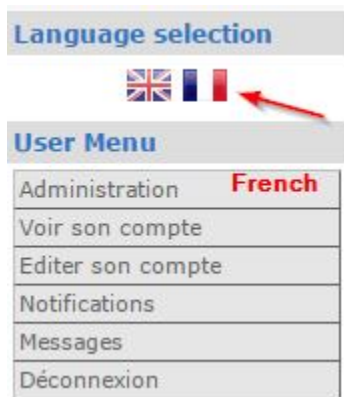 Language selection
User Menu
Administration French
Voir son compte
Editer son compte
Notifications
Messages
Déconnexion